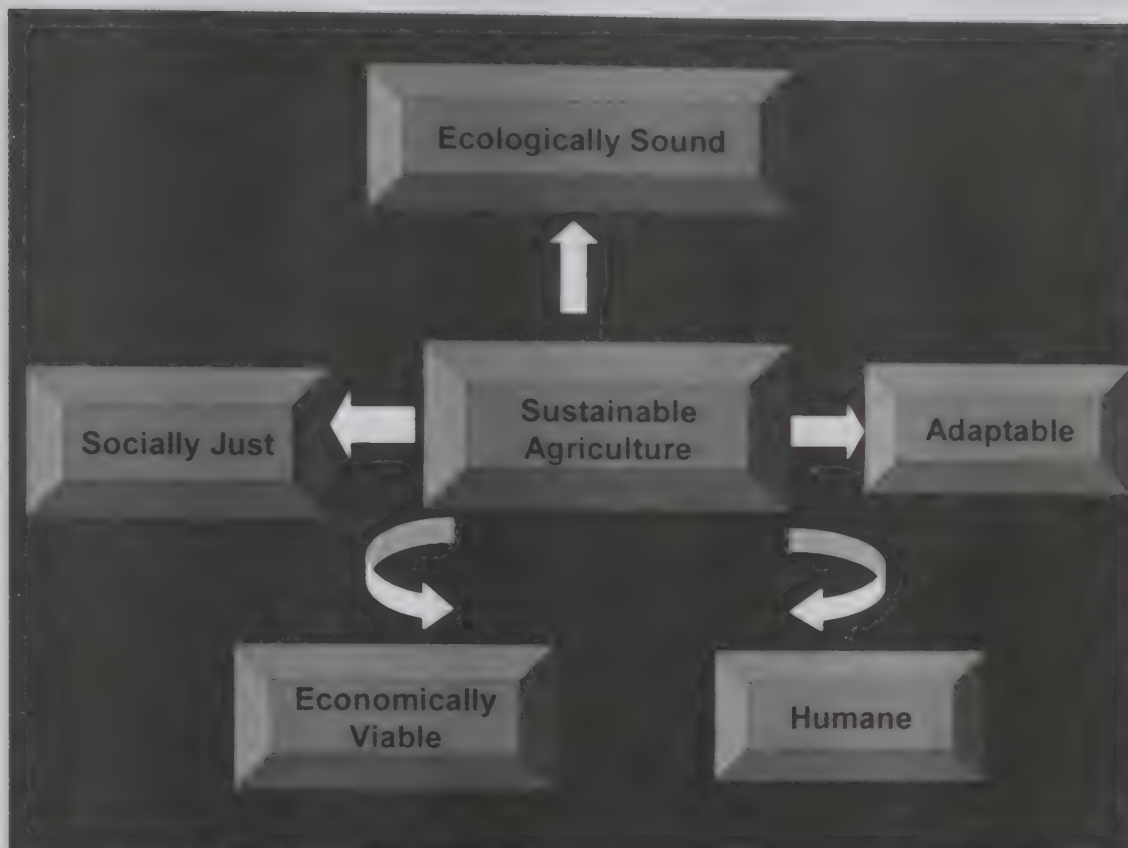 Ecologically Sound
Socially Just
Sustainable
Agriculture
Adaptable
Economically
Viable
Humane